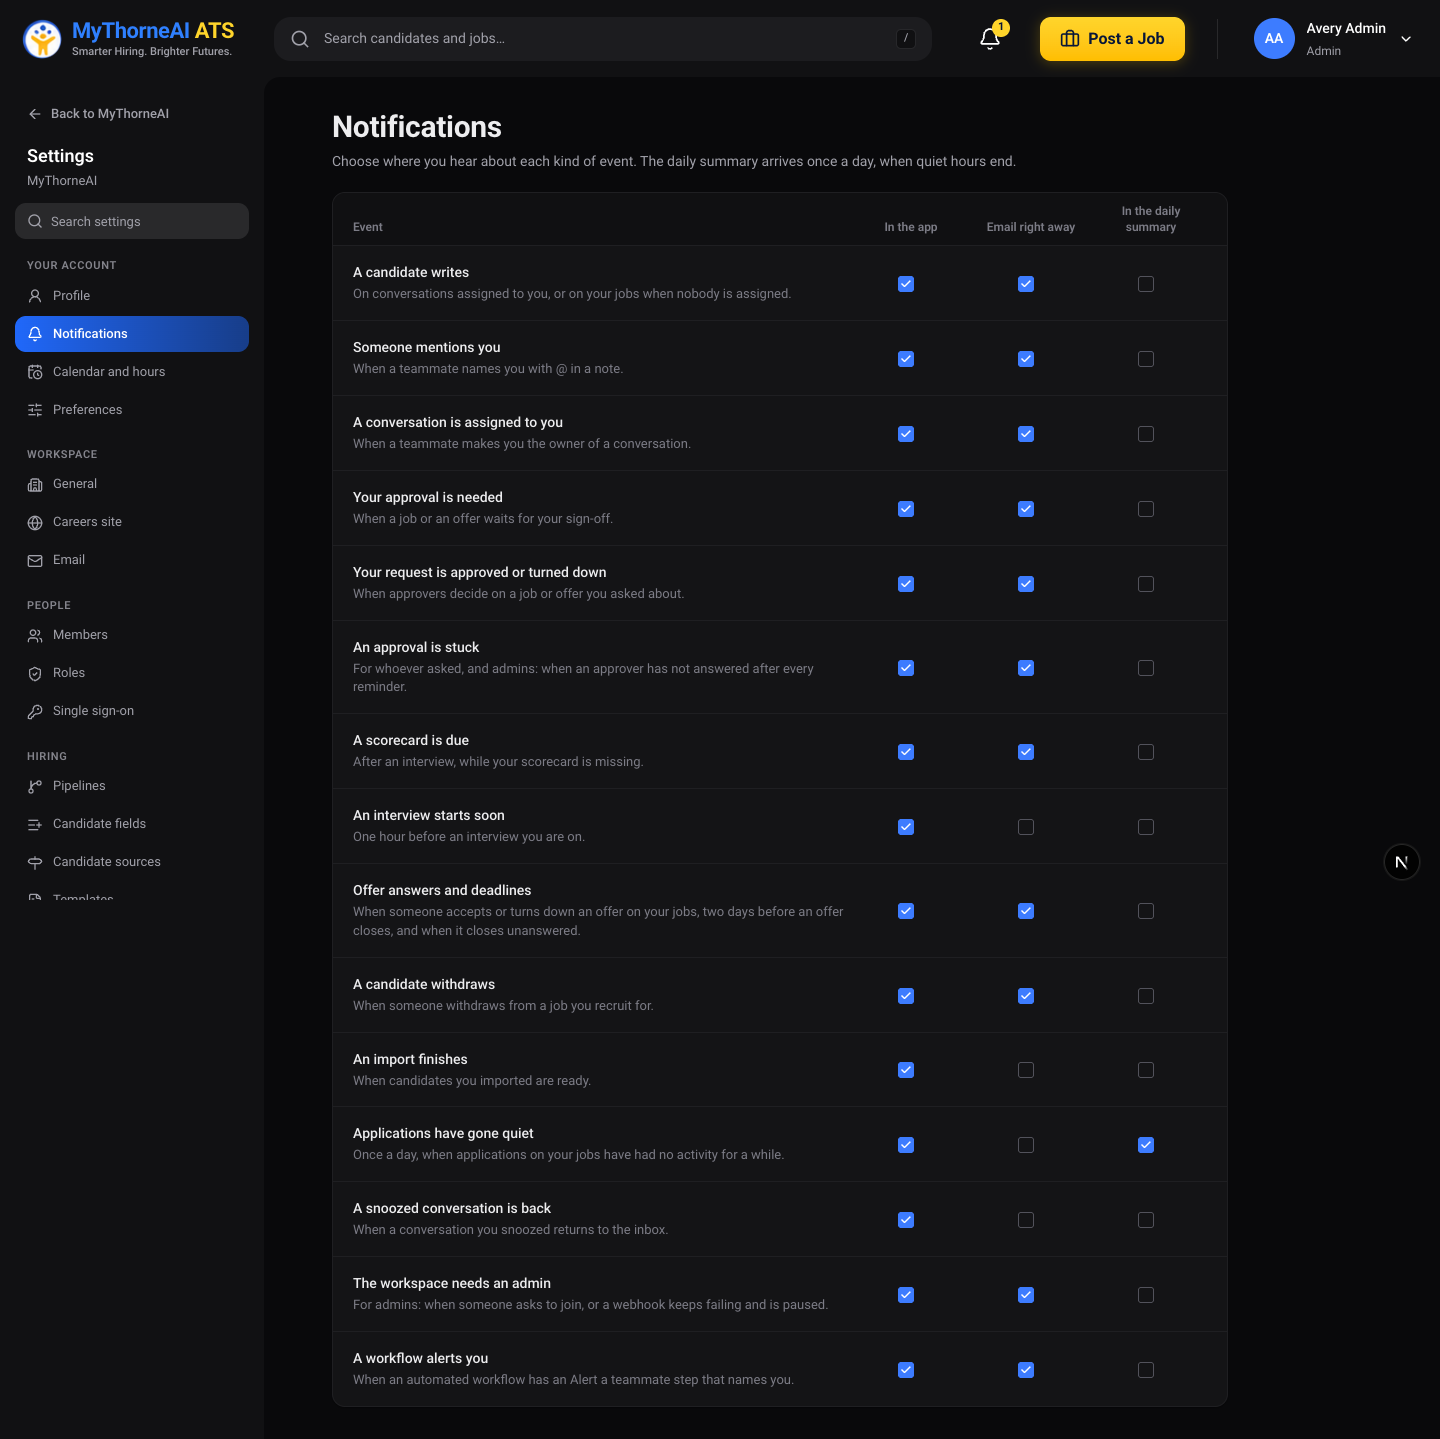 MyThorneAI ATS
Smarter Hiring. Brighter Futures.
Search candidates and jobs...
/
1
Post a Job
AA
Avery Admin
Admin
Back to MyThorneAI
Settings
MyThorneAI
Search settings
YOUR ACCOUNT
Profile
Notifications
Calendar and hours
Preferences
WORKSPACE
General
Careers site
Email
PEOPLE
Members
Roles
Single sign-on
HIRING
Pipelines
Candidate fields
Candidate sources
Templates
Notifications
Choose where you hear about each kind of event. The daily summary arrives once a day, when quiet hours end.
Event
In the app
Email right away
In the daily
summary
A candidate writes
On conversations assigned to you, or on your jobs when nobody is assigned.
Someone mentions you
When a teammate names you with @ in a note.
A conversation is assigned to you
When a teammate makes you the owner of a conversation.
Your approval is needed
When a job or an offer waits for your sign-off.
Your request is approved or turned down
When approvers decide on a job or offer you asked about.
An approval is stuck
For whoever asked, and admins: when an approver has not answered after every
reminder.
A scorecard is due
After an interview, while your scorecard is missing.
An interview starts soon
One hour before an interview you are on.
Offer answers and deadlines
When someone accepts or turns down an offer on your jobs, two days before an offer
closes, and when it closes unanswered.
A candidate withdraws
When someone withdraws from a job you recruit for.
An import finishes
When candidates you imported are ready.
Applications have gone quiet
Once a day, when applications on your jobs have had no activity for a while.
A snoozed conversation is back
When a conversation you snoozed returns to the inbox.
The workspace needs an admin
For admins: when someone asks to join, or a webhook keeps failing and is paused.
A workflow alerts you
When an automated workflow has an Alert a teammate step that names you.
N